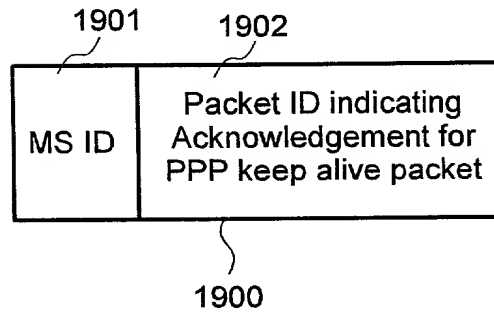 1901
1902
MS ID
Packet ID indicating
Acknowledgement for
PPP keep alive packet
1900